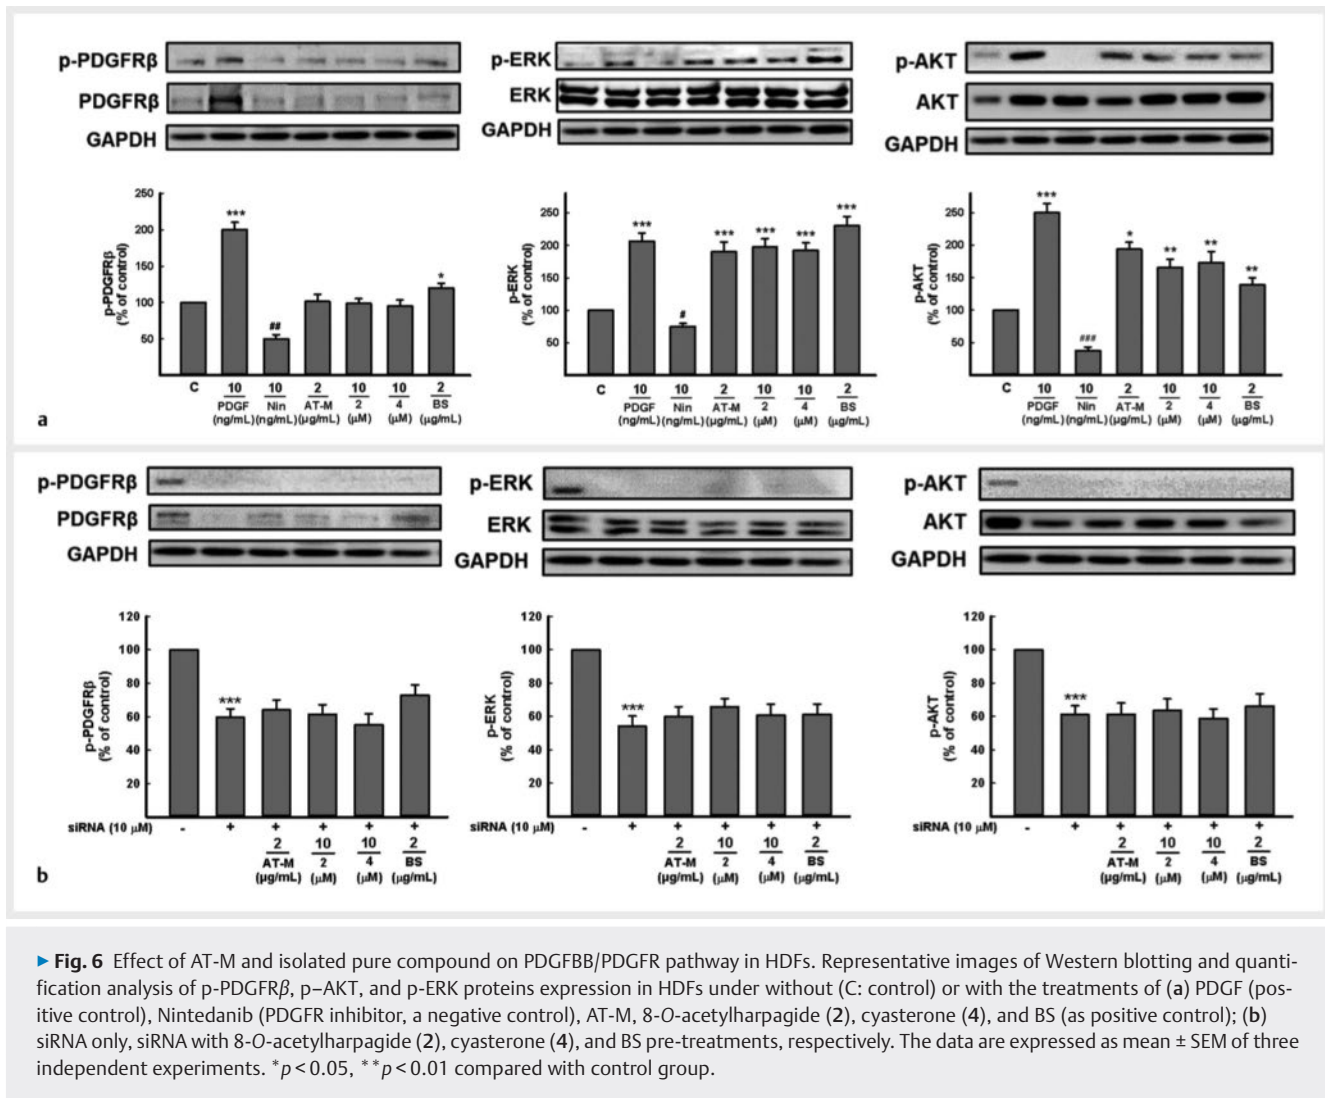 p-PDGFRβ
PDGFRβ
GAPDH
p-ERK
ERK
GAPDH
p-AKT
AKT
GAPDH
p-PDGFRβ
(% of control)
250
200
150
100
50
***
##
*
C 10 10 2 10 10 2
PDGF Nin AT-M 2 4 BS
(ng/mL) (ng/mL) (μg/mL) (μM) (μM) (μg/mL)
p-ERK
(% of control)
250
200
150
100
50
***
#
***
***
***
***
C 10 10 2 10 10 2
PDGF Nin AT-M 2 4 BS
(ng/mL) (ng/mL) (μg/mL) (μM) (μM) (μg/mL)
p-AKT
(% of control)
250
200
150
100
50
***
###
*
**
**
**
C 10 10 2 10 10 2
PDGF Nin AT-M 2 4 BS
(ng/mL) (ng/mL) (μg/mL) (μM) (μM) (μg/mL)
a
p-PDGFRβ
PDGFRβ
GAPDH
p-ERK
ERK
GAPDH
p-AKT
AKT
GAPDH
p-PDGFRβ
(% of control)
120
100
80
60
40
20
***
siRNA (10 μM) - + + + + +
2 10 10 2
AT-M 2 4 BS
(μg/mL) (μM) (μM) (μg/mL)
p-ERK
(% of control)
120
100
80
60
40
20
***
siRNA (10 μM) - + + + + +
2 10 10 2
AT-M 2 4 BS
(μg/mL) (μM) (μM) (μg/mL)
p-AKT
(% of control)
120
100
80
60
40
20
***
siRNA (10 μM) - + + + + +
2 10 10 2
AT-M 2 4 BS
(μg/mL) (μM) (μM) (μg/mL)
b
▶ Fig. 6 Effect of AT-M and isolated pure compound on PDGFBB/PDGFR pathway in HDFs. Representative images of Western blotting and quanti-
fication analysis of p-PDGFRβ, p–AKT, and p-ERK proteins expression in HDFs under without (C: control) or with the treatments of (a) PDGF (pos-
itive control), Nintedanib (PDGFR inhibitor, a negative control), AT-M, 8-O-acetylharpagide (2), cyasterone (4), and BS (as positive control); (b)
siRNA only, siRNA with 8-O-acetylharpagide (2), cyasterone (4), and BS pre-treatments, respectively. The data are expressed as mean ± SEM of three
independent experiments. *p < 0.05, **p < 0.01 compared with control group.